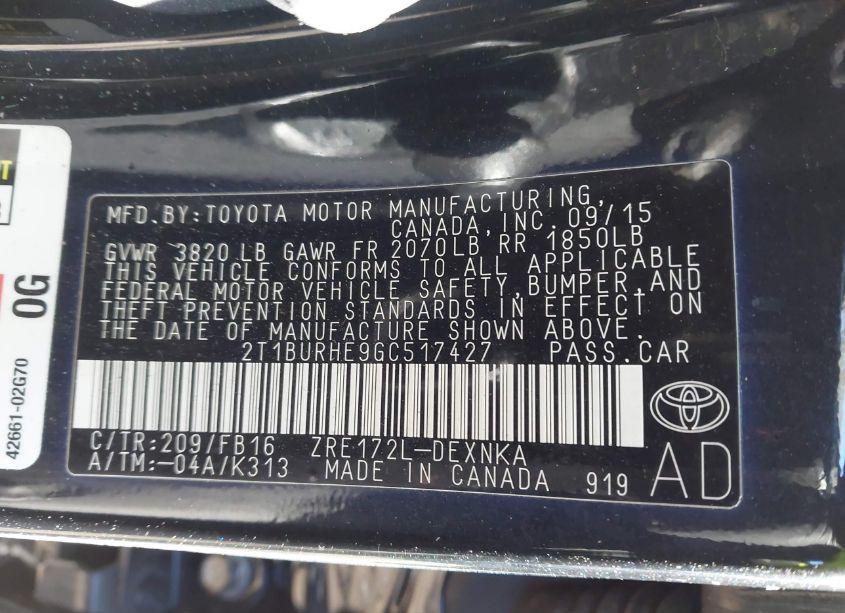 MFD. BY: TOYOTA MOTOR MANUFACTURING,
CANADA, INC. 09/15
GVWR 3820 LB GAWR FR 2070LB RR 1850LB
THIS VEHICLE CONFORMS TO ALL APPLICABLE
FEDERAL MOTOR VEHICLE SAFETY, BUMPER, AND
THEFT PREVENTION STANDARDS IN EFFECT ON
THE DATE OF MANUFACTURE SHOWN ABOVE.
2T1BURHE9GC517427 PASS. CAR
C/TR: 209/FB16 ZRE172L-DEXNKA
A/TM: -04A/K313 MADE IN CANADA 919
AD
0G
42661-02G70